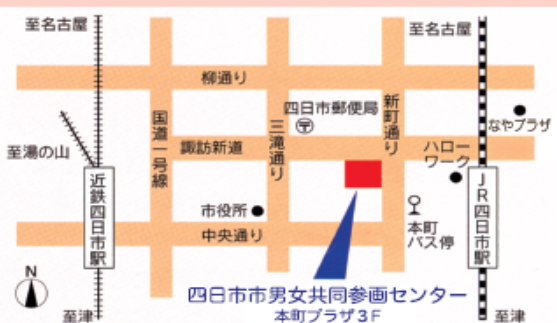 至名古屋
至名古屋
柳通り
四日市郵便局
新町通り
なやプラザ
国道一号線
三滝通り
諏訪新道
ハロー
ワーク
至湯の山
近鉄四日市駅
市役所
JR四日市駅
中央通り
本町
バス停
N
四日市市男女共同参画センター
本町プラザ3F
至津
至津